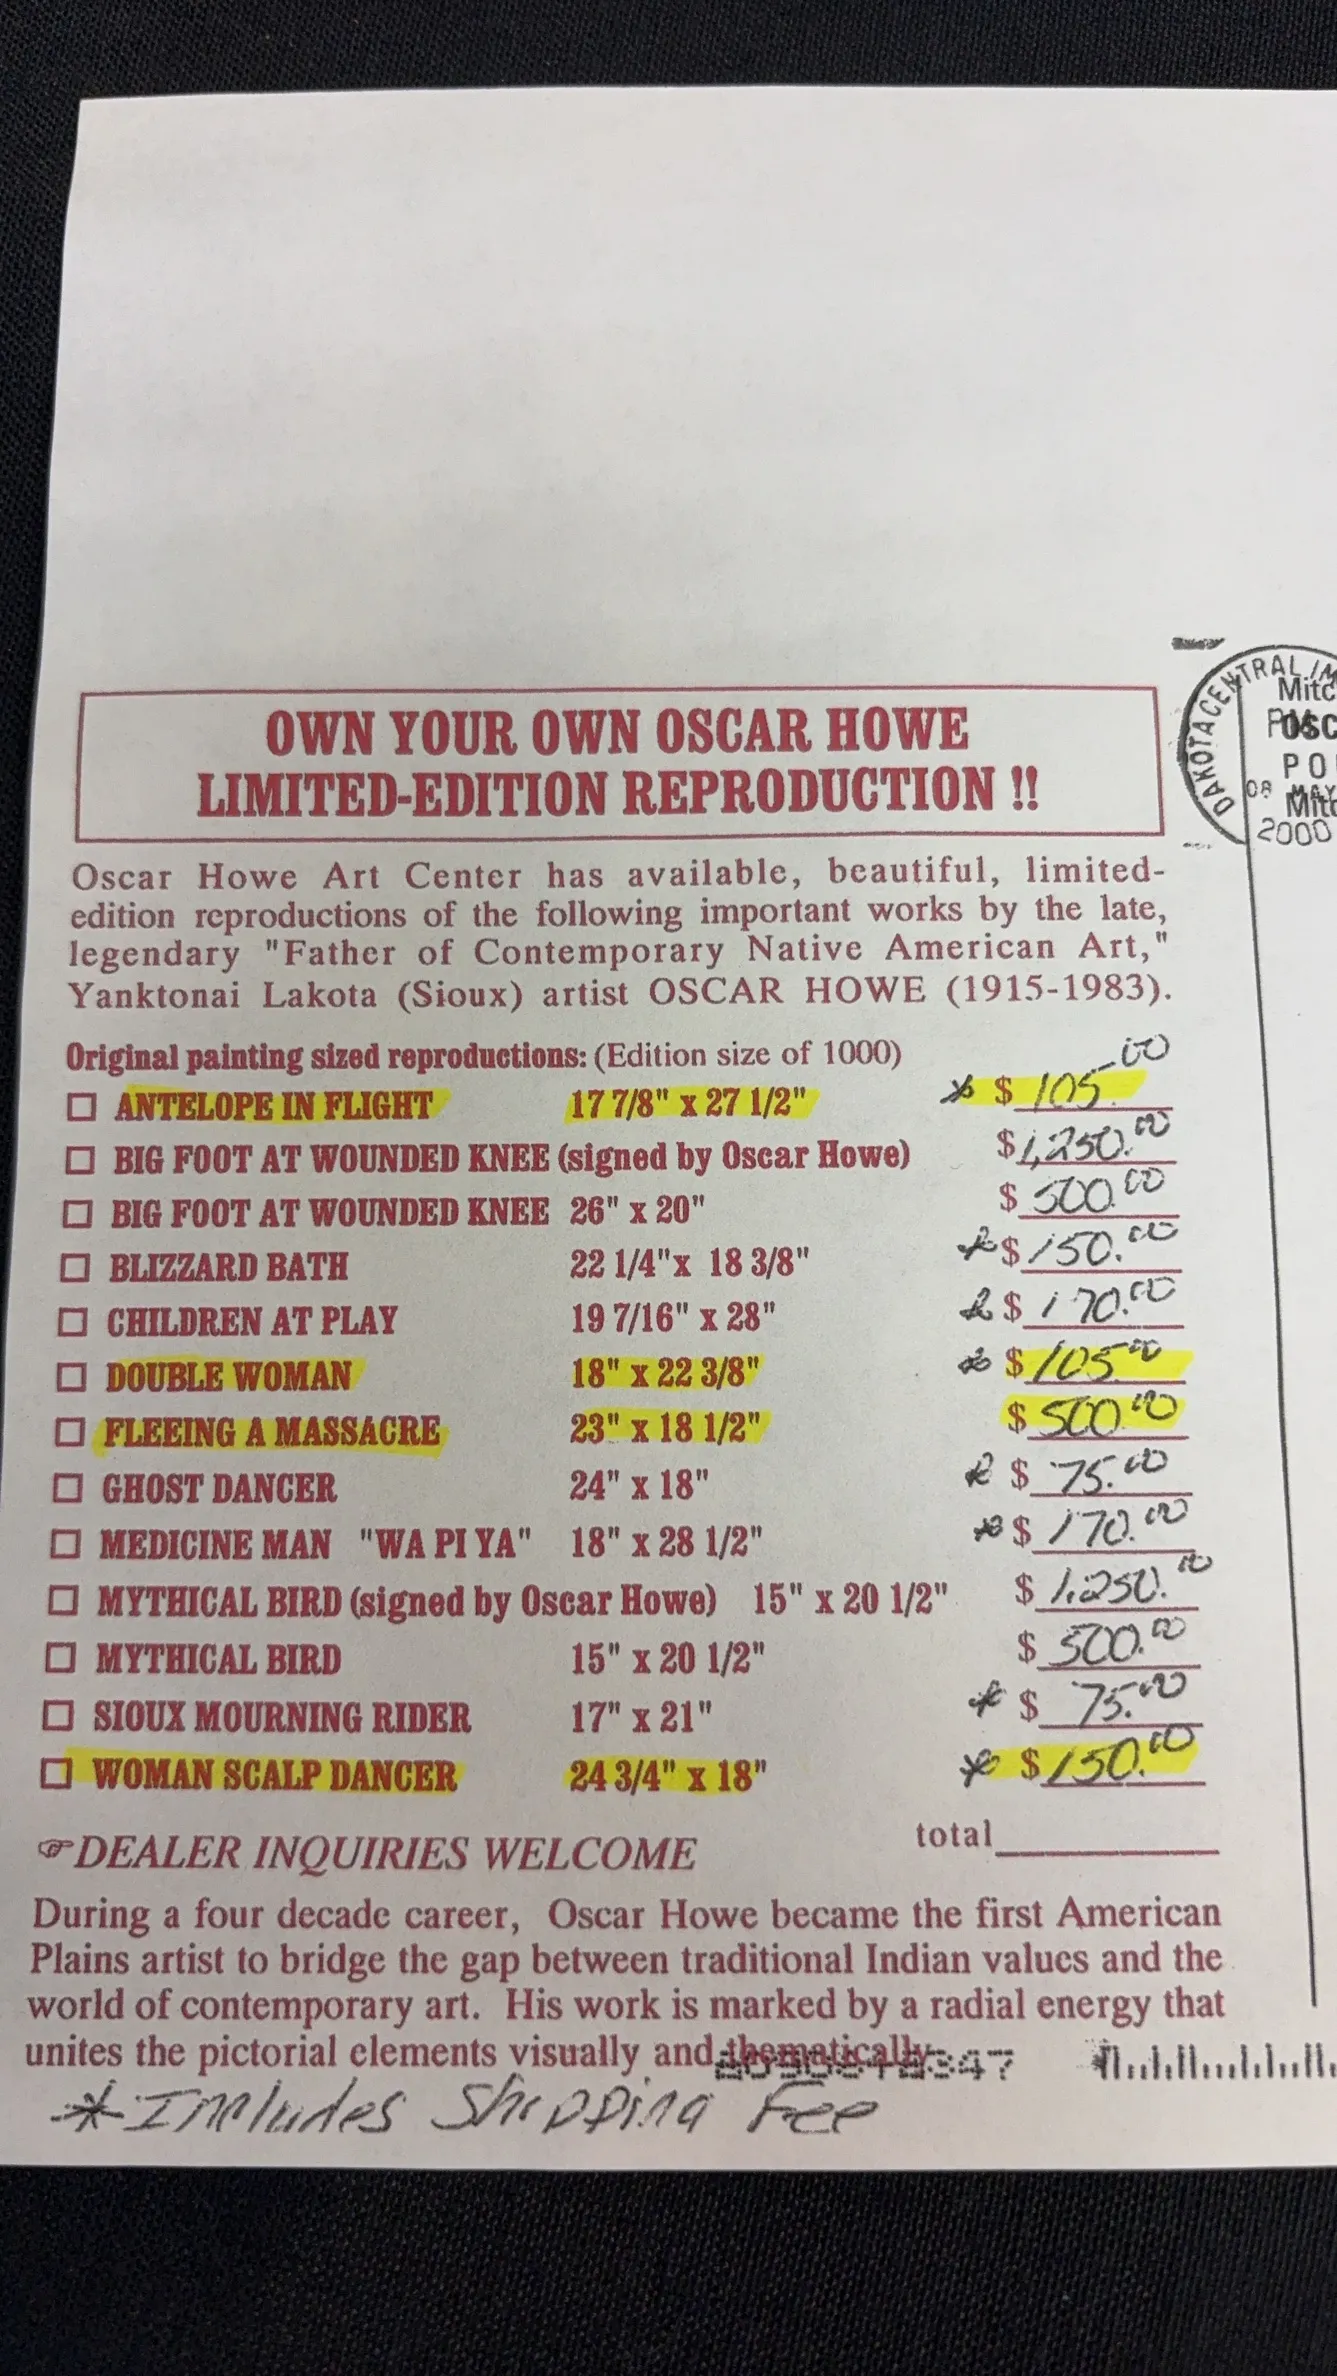 OWN YOUR OWN OSCAR HOWE
LIMITED-EDITION REPRODUCTION !!
Oscar Howe Art Center has available, beautiful, limited-
edition reproductions of the following important works by the late,
legendary "Father of Contemporary Native American Art,"
Yanktonai Lakota (Sioux) artist OSCAR HOWE (1915-1983).
Original painting sized reproductions: (Edition size of 1000)
ANTELOPE IN FLIGHT 17 7/8" x 27 1/2" * $ 105.00
BIG FOOT AT WOUNDED KNEE (signed by Oscar Howe) $ 1,250.00
BIG FOOT AT WOUNDED KNEE 26" x 20" $ 500.00
BLIZZARD BATH 22 1/4"x 18 3/8" * $ 150.00
CHILDREN AT PLAY 19 7/16" x 28" * $ 170.00
DOUBLE WOMAN 18" x 22 3/8" * $ 105.00
FLEEING A MASSACRE 23" x 18 1/2" $ 500.00
GHOST DANCER 24" x 18" * $ 75.00
MEDICINE MAN "WA PI YA" 18" x 28 1/2" * $ 170.00
MYTHICAL BIRD (signed by Oscar Howe) 15" x 20 1/2" $ 1,250.00
MYTHICAL BIRD 15" x 20 1/2" $ 500.00
SIOUX MOURNING RIDER 17" x 21" * $ 75.00
WOMAN SCALP DANCER 24 3/4" x 18" * $ 150.00
☞DEALER INQUIRIES WELCOME total
During a four decade career, Oscar Howe became the first American
Plains artist to bridge the gap between traditional Indian values and the
world of contemporary art. His work is marked by a radial energy that
unites the pictorial elements visually and thematically.
* Includes Shipping Fee
DAKOTA CENTRAL
Mitc
OSC
P O
08 MAY
Mitc
2000